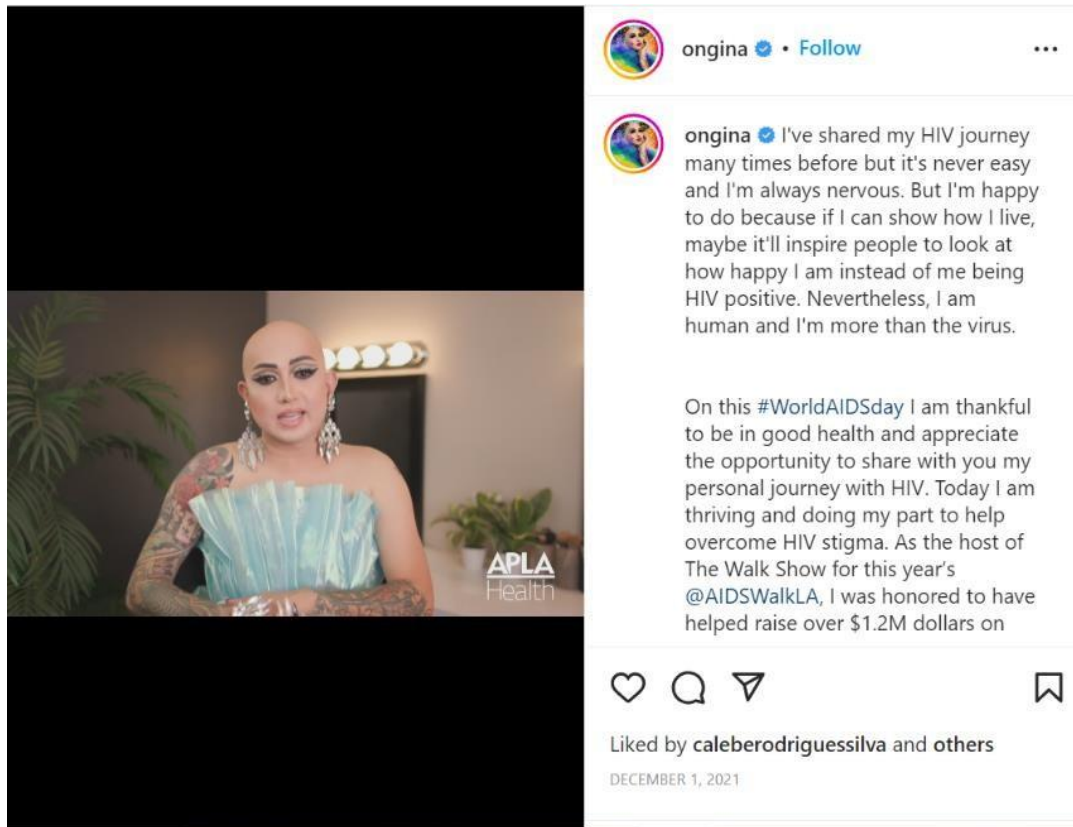 ongina • Follow
ongina I've shared my HIV journey
many times before but it's never easy
and I'm always nervous. But I'm happy
to do because if I can show how I live,
maybe it'll inspire people to look at
how happy I am instead of me being
HIV positive. Nevertheless, I am
human and I'm more than the virus.
On this #WorldAIDSday I am thankful
to be in good health and appreciate
the opportunity to share with you my
personal journey with HIV. Today I am
thriving and doing my part to help
overcome HIV stigma. As the host of
The Walk Show for this year's
@AIDSWalkLA, I was honored to have
helped raise over $1.2M dollars on
Liked by caleberodriguessilva and others
DECEMBER 1, 2021
APLA
Health